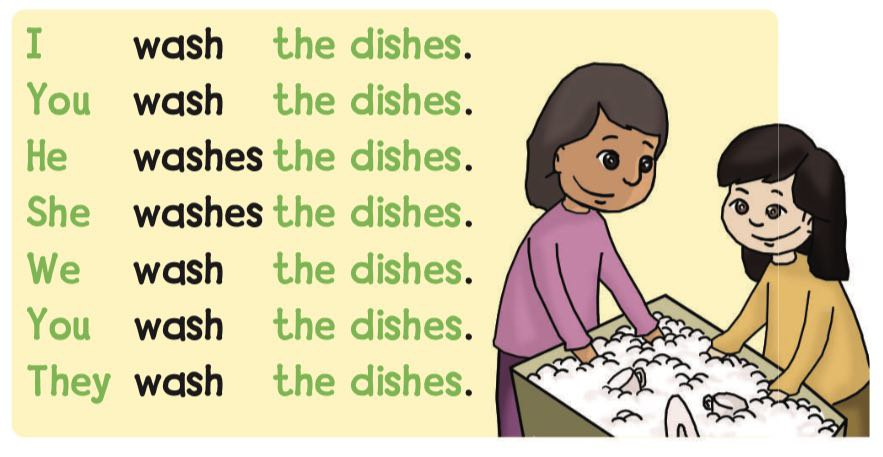 I wash the dishes.
You wash the dishes.
He washes the dishes.
She washes the dishes.
We wash the dishes.
You wash the dishes.
They wash the dishes.